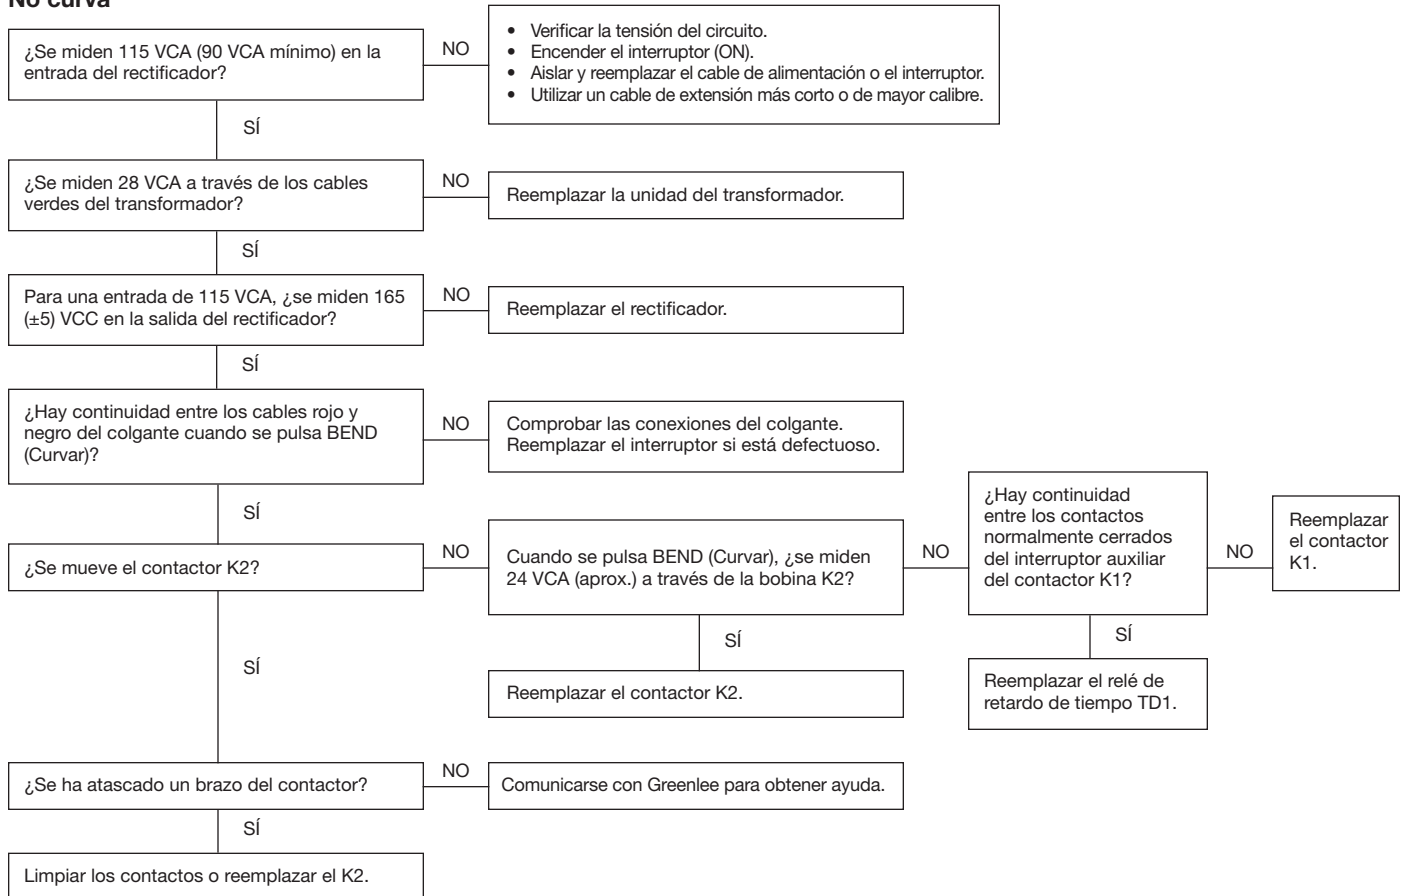 No curva
¿Se miden 115 VCA (90 VCA mínimo) en la
entrada del rectificador?
NO
• Verificar la tensión del circuito.
• Encender el interruptor (ON).
• Aislar y reemplazar el cable de alimentación o el interruptor.
• Utilizar un cable de extensión más corto o de mayor calibre.
SÍ
¿Se miden 28 VCA a través de los cables
verdes del transformador?
NO
Reemplazar la unidad del transformador.
SÍ
Para una entrada de 115 VCA, ¿se miden 165
(±5) VCC en la salida del rectificador?
NO
Reemplazar el rectificador.
SÍ
¿Hay continuidad entre los cables rojo y
negro del colgante cuando se pulsa BEND
(Curvar)?
NO
Comprobar las conexiones del colgante.
Reemplazar el interruptor si está defectuoso.
SÍ
¿Se mueve el contactor K2?
NO
Cuando se pulsa BEND (Curvar), ¿se miden
24 VCA (aprox.) a través de la bobina K2?
NO
¿Hay continuidad
entre los contactos
normalmente cerrados
del interruptor auxiliar
del contactor K1?
NO
Reemplazar
el contactor
K1.
SÍ
Reemplazar el contactor K2.
SÍ
Reemplazar el relé de
retardo de tiempo TD1.
SÍ
¿Se ha atascado un brazo del contactor?
NO
Comunicarse con Greenlee para obtener ayuda.
SÍ
Limpiar los contactos o reemplazar el K2.